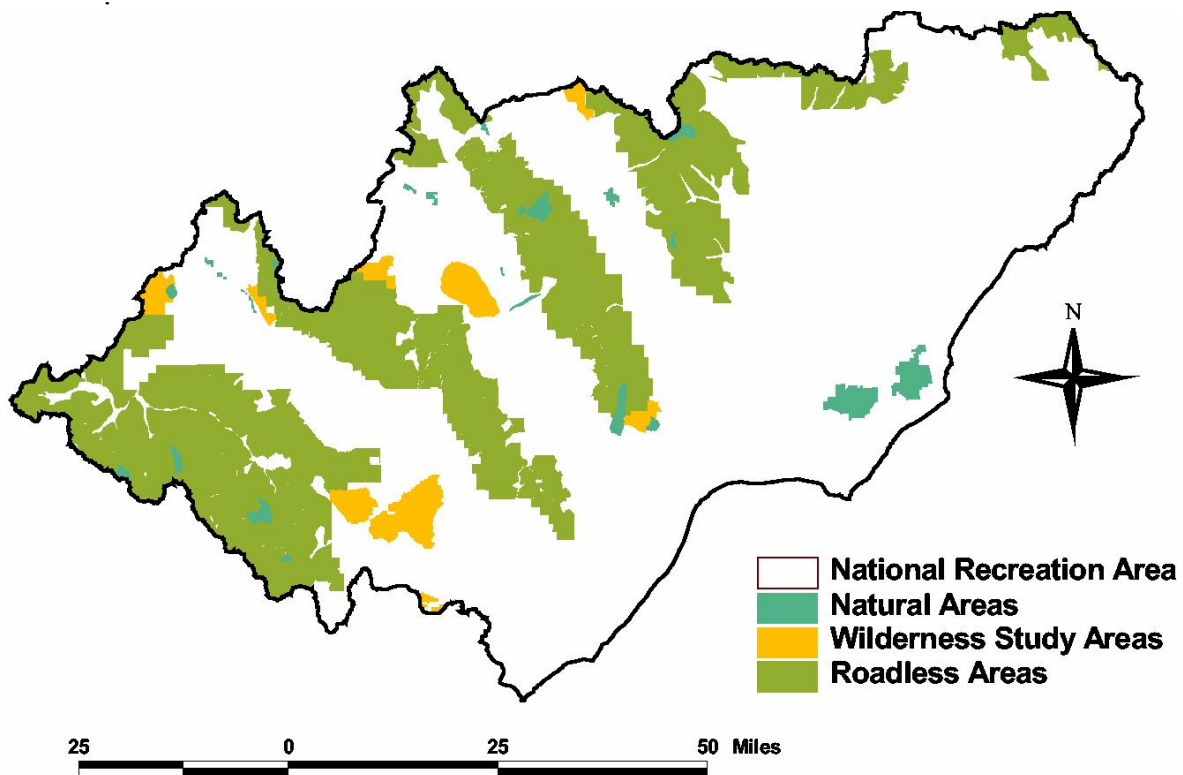 N
National Recreation Area
Natural Areas
Wilderness Study Areas
Roadless Areas
25 0 25 50 Miles